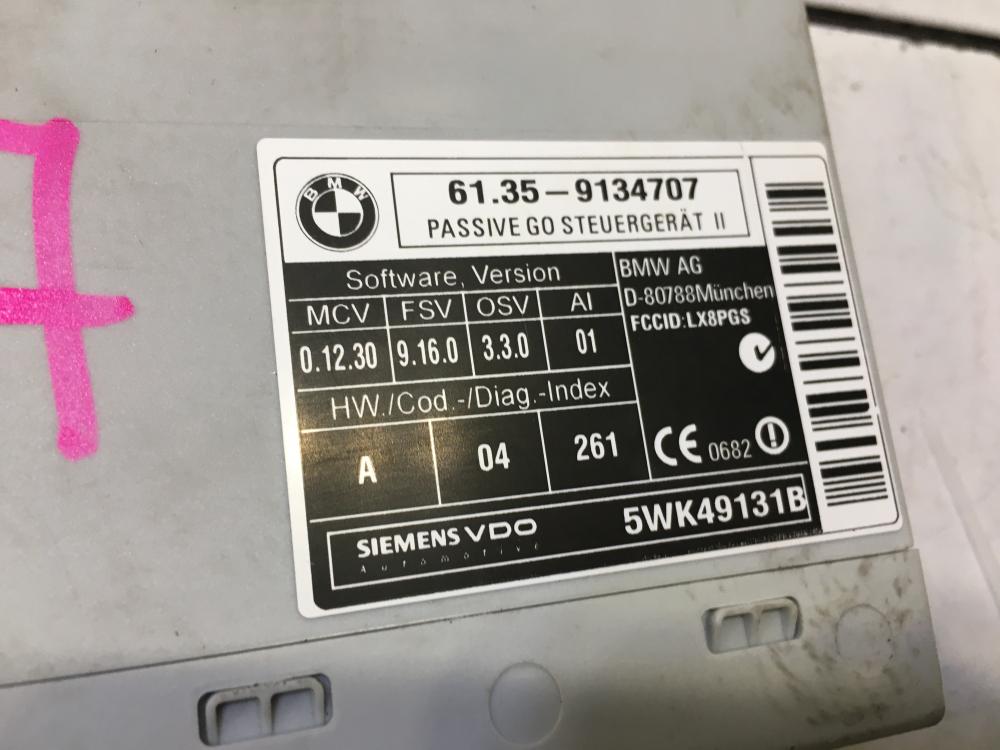 7
BMW
61.35-9134707
PASSIVE GO STEUERGERÄT II
Software, Version
MCV FSV OSV AI
0.12.30 9.16.0 3.3.0 01
HW./Cod.-/Diag.-Index
A 04 261
BMW AG
D-80788München
FCCID:LX8PGS
CE 0682
SIEMENS VDO
Automotive
5WK49131B